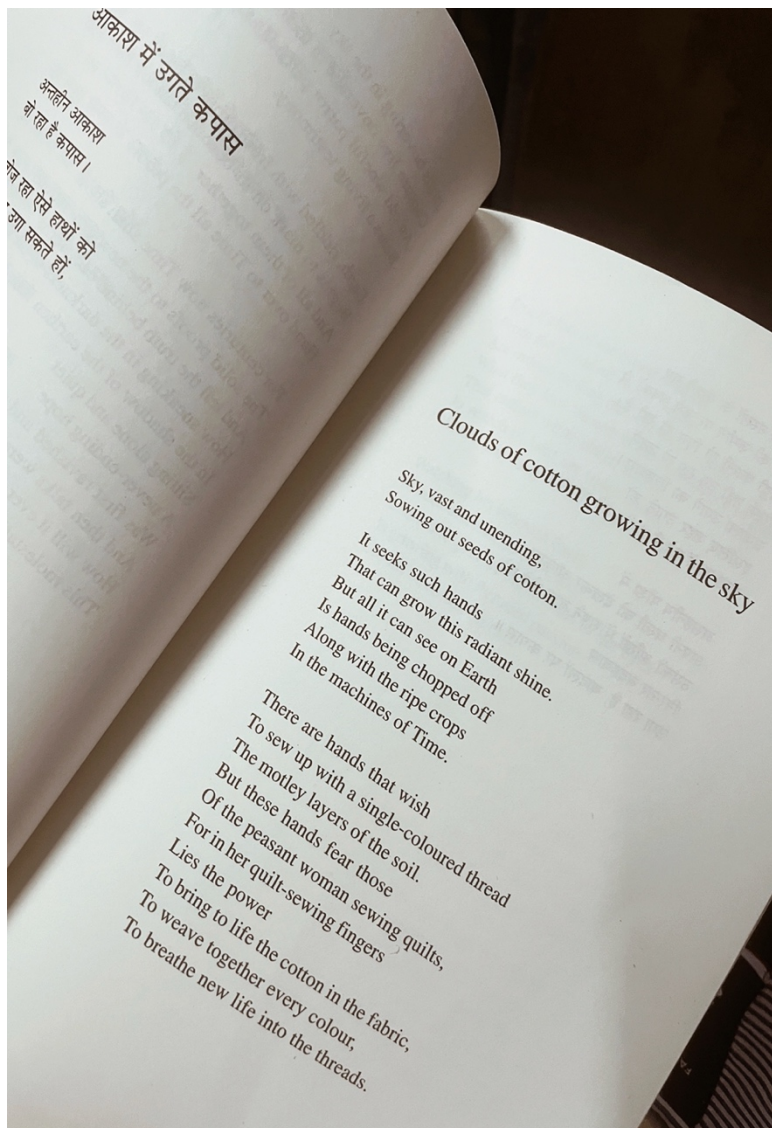 आकाश में उगते कपास
अन्तहीन आकाश
बो रहा है कपास।
रहा ऐसे हाथों को
उगा सकते हों,
Clouds of cotton growing in the sky
Sky, vast and unending,
Sowing out seeds of cotton.
It seeks such hands
That can grow this radiant shine.
But all it can see on Earth
Is hands being chopped off
Along with the ripe crops
In the machines of Time.
There are hands that wish
To sew up with a single-coloured thread
The motley layers of the soil.
But these hands fear those
Of the peasant woman sewing quilts,
For in her quilt-sewing fingers
Lies the power
To bring to life the cotton in the fabric,
To weave together every colour,
To breathe new life into the threads.